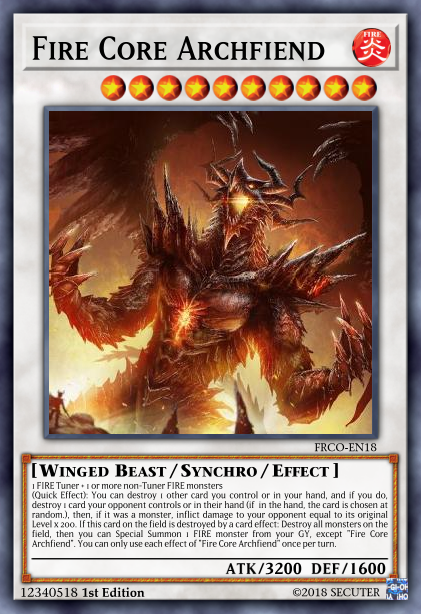 FIRE CORE ARCHFIEND
FIRE
炎
FRCO-EN18
[WINGED BEAST / SYNCHRO / EFFECT]
1 FIRE Tuner + 1 or more non-Tuner FIRE monsters
(Quick Effect): You can destroy 1 other card you control or in your hand, and if you do,
destroy 1 card your opponent controls or in their hand (if in the hand, the card is chosen at
random.), then, if it was a monster, inflict damage to your opponent equal to its original
Level x 200. If this card on the field is destroyed by a card effect: Destroy all monsters on
the field, then you can Special Summon 1 FIRE monster from your GY, except "Fire Core
Archfiend". You can only use each effect of "Fire Core Archfiend" once per turn.
ATK/3200 DEF/1600
12340518 1st Edition
©2018 SECUTER